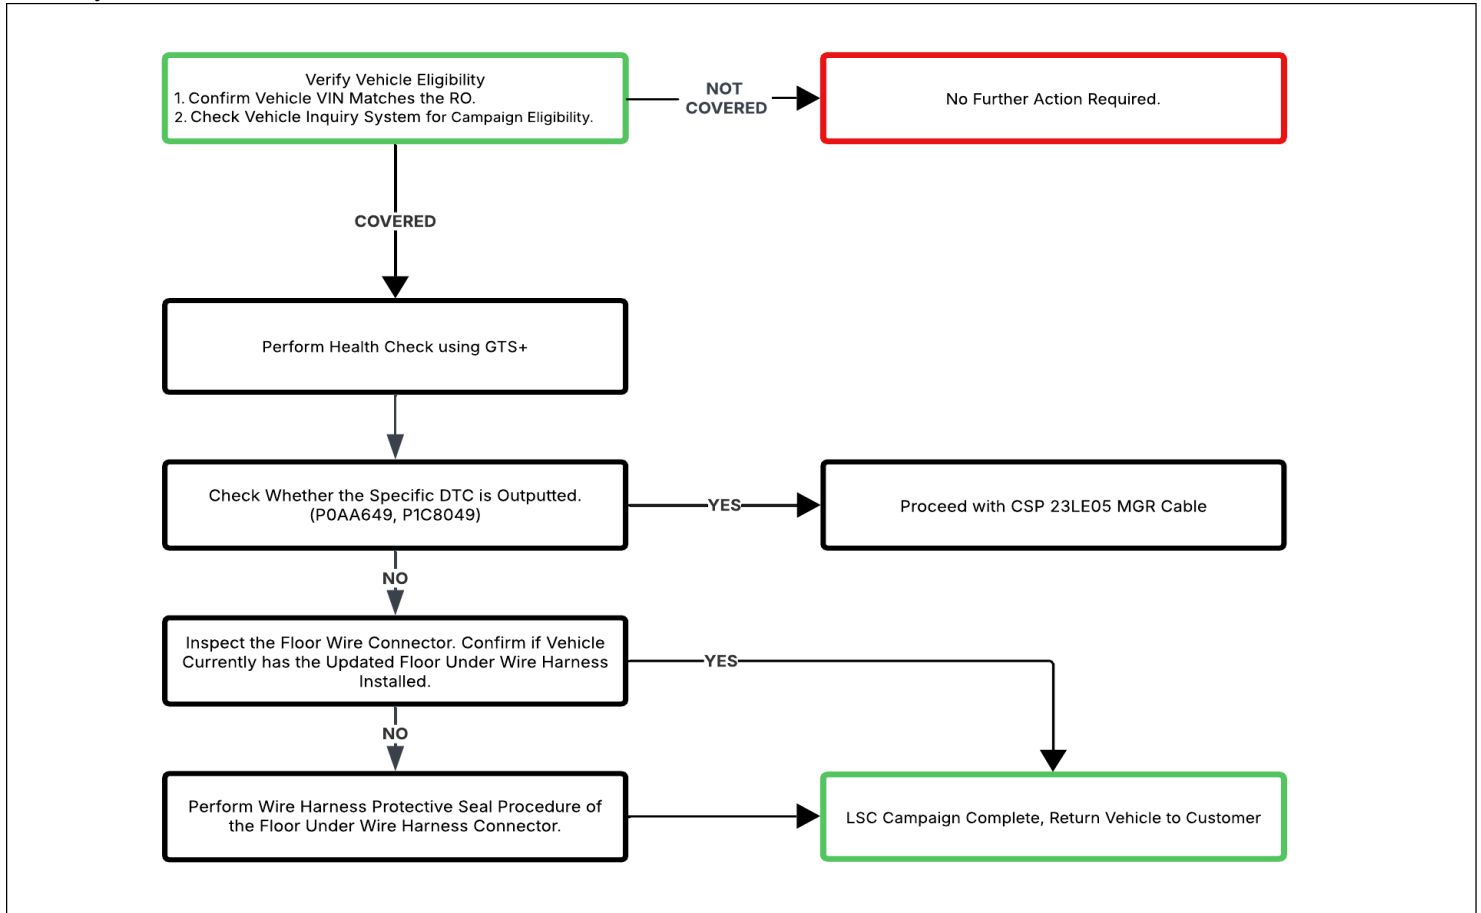 Verify Vehicle Eligibility
1. Confirm Vehicle VIN Matches the RO.
2. Check Vehicle Inquiry System for Campaign Eligibility.
NOT
COVERED
No Further Action Required.
COVERED
Perform Health Check using GTS+
Check Whether the Specific DTC is Outputted.
(P0AA649, P1C8049)
YES
Proceed with CSP 23LE05 MGR Cable
NO
Inspect the Floor Wire Connector. Confirm if Vehicle
Currently has the Updated Floor Under Wire Harness
Installed.
YES
NO
Perform Wire Harness Protective Seal Procedure of
the Floor Under Wire Harness Connector.
LSC Campaign Complete, Return Vehicle to Customer